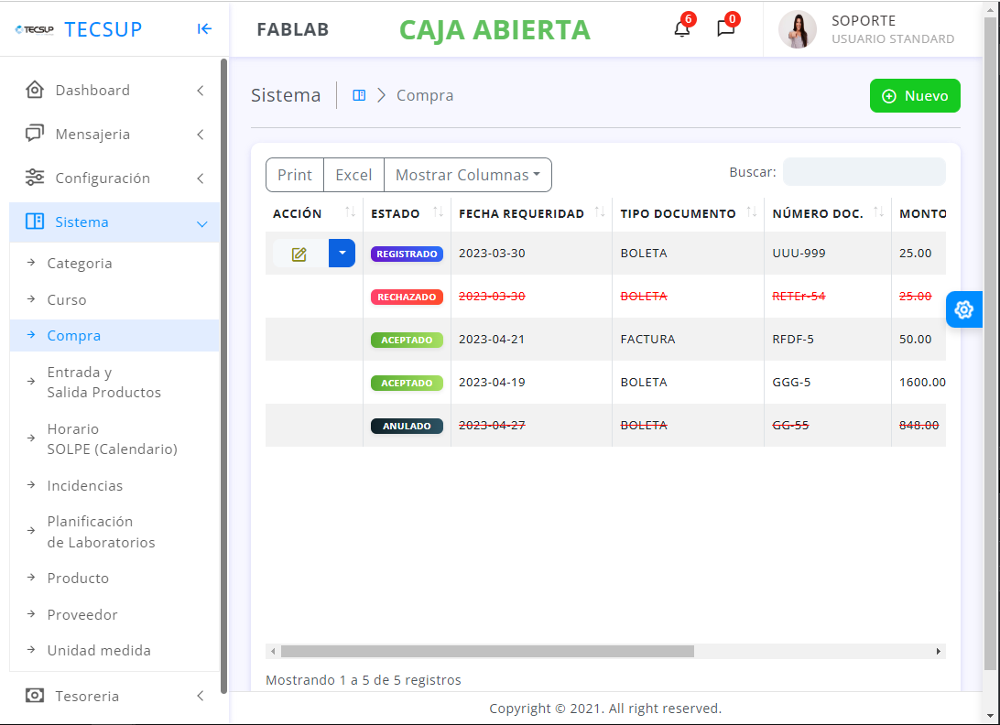 TECSUP TECSUP
FABLAB
CAJA ABIERTA
6
0
SOPORTE
USUARIO STANDARD
Dashboard
Mensajeria
Configuración
Sistema
Categoria
Curso
Compra
Entrada y
Salida Productos
Horario
SOLPE (Calendario)
Incidencias
Planificación
de Laboratorios
Producto
Proveedor
Unidad medida
Tesoreria
Sistema
Compra
Nuevo
Print Excel Mostrar Columnas
Buscar:
ACCIÓN ESTADO FECHA REQUERIDAD TIPO DOCUMENTO NÚMERO DOC. MONTO
REGISTRADO 2023-03-30 BOLETA UUU-999 25.00
RECHAZADO 2023-03-30 BOLETA RETEr-54 25.00
ACEPTADO 2023-04-21 FACTURA RFDF-5 50.00
ACEPTADO 2023-04-19 BOLETA GGG-5 1600.00
ANULADO 2023-04-27 BOLETA GG-55 848.00
Mostrando 1 a 5 de 5 registros
Copyright © 2021. All right reserved.